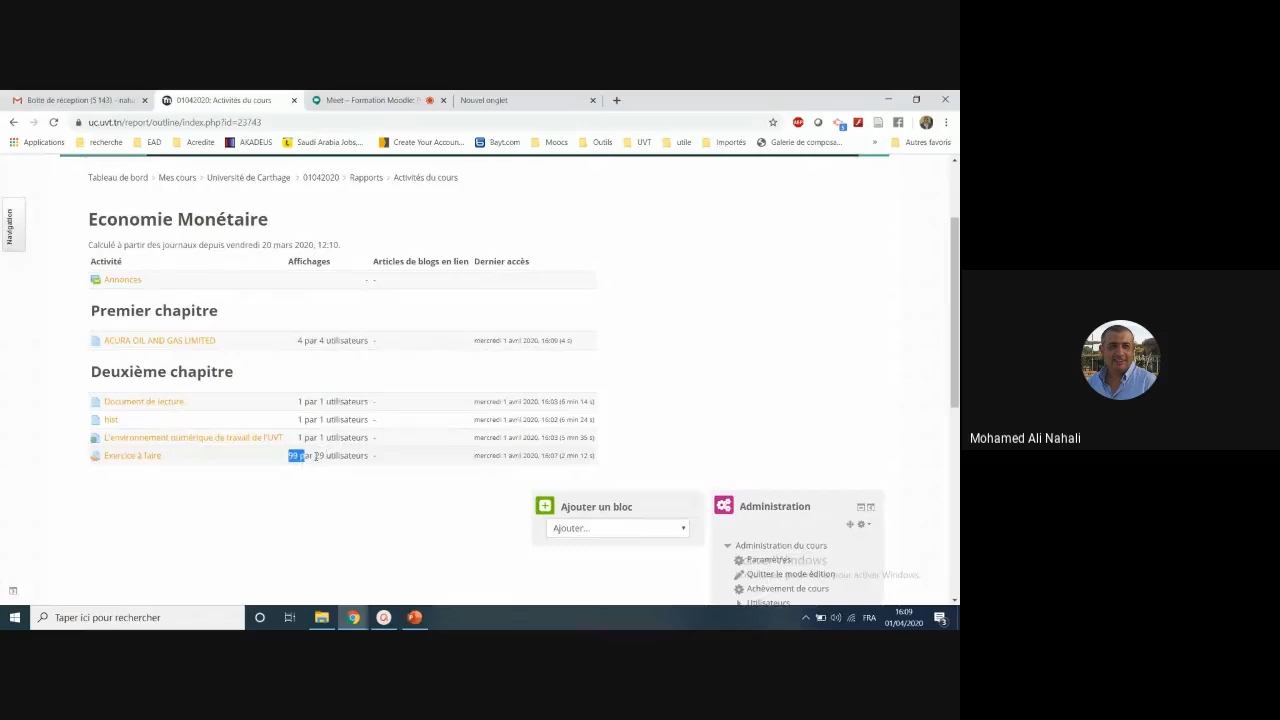 Boîte de réception (5 143) - naha
01042020: Activités du cours
Meet – Formation Moodle:
Nouvel onglet
uc.uvt.tn/report/outline/index.php?id=23743
Applications
recherche
EAD
Acredite
AKADEUS
Saudi Arabia Jobs,...
Create Your Accoun...
Bayt.com
Moocs
Outils
UVT
utile
Importés
Galerie de composa...
»
Autres favoris
Navigation
Tableau de bord > Mes cours > Université de Carthage > 01042020 > Rapports > Activités du cours
Economie Monétaire
Calculé à partir des journaux depuis vendredi 20 mars 2020, 12:10.
Activité Affichages Articles de blogs en lien Dernier accès
Annonces - -
Premier chapitre
ACURA OIL AND GAS LIMITED 4 par 4 utilisateurs - mercredi 1 avril 2020, 16:09 (4 s)
Deuxième chapitre
Document de lecture. 1 par 1 utilisateurs - mercredi 1 avril 2020, 16:03 (6 min 14 s)
hist 1 par 1 utilisateurs - mercredi 1 avril 2020, 16:02 (6 min 24 s)
L'environnement numérique de travail de l'UVT 1 par 1 utilisateurs - mercredi 1 avril 2020, 16:03 (5 min 35 s)
Exercice à faire 99 par 29 utilisateurs - mercredi 1 avril 2020, 16:07 (2 min 12 s)
Ajouter un bloc
Ajouter...
Administration
Administration du cours
Paramètres
Quitter le mode édition
Achèvement de cours
Utilisateurs
Windows
pour activer Windows.
Taper ici pour rechercher
FRA
16:09
01/04/2020
3
Mohamed Ali Nahali